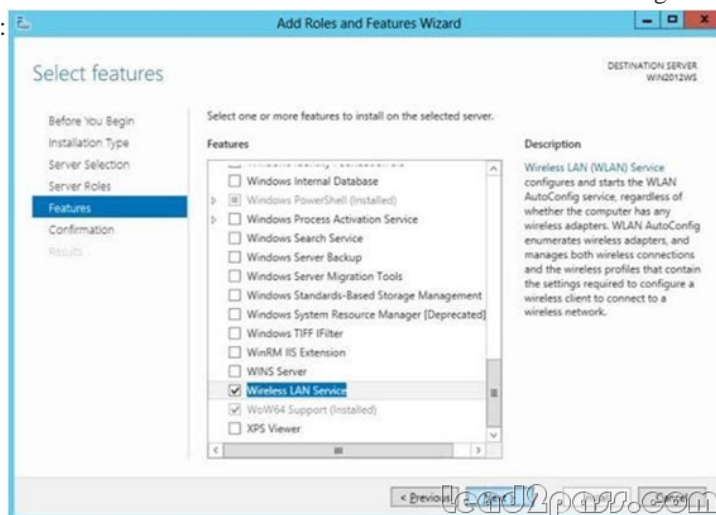 :
Add Roles and Features Wizard
Select features
DESTINATION SERVER
WIN2012WS
Before You Begin
Installation Type
Server Selection
Server Roles
Features
Confirmation
Results
Select one or more features to install on the selected server.
Features
Windows Internal Database
Windows PowerShell (Installed)
Windows Process Activation Service
Windows Search Service
Windows Server Backup
Windows Server Migration Tools
Windows Standards-Based Storage Management
Windows System Resource Manager [Deprecated]
Windows TIFF IFilter
WinRM IIS Extension
WINS Server
Wireless LAN Service
WoW64 Support (Installed)
XPS Viewer
Description
Wireless LAN (WLAN) Service
configures and starts the WLAN
AutoConfig service, regardless of
whether the computer has any
wireless adapters. WLAN AutoConfig
enumerates wireless adapters, and
manages both wireless connections
and the wireless profiles that contain
the settings required to configure a
wireless client to connect to a
wireless network.
< Previous
Next >
Cancel
lead2pass.com